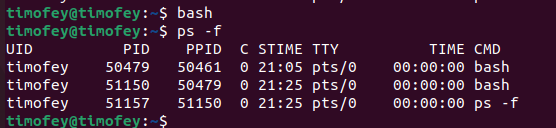 timofey@timofey:~$ bash
timofey@timofey:~$ ps -f
UID          PID    PPID  C STIME TTY          TIME CMD
timofey    50479   50461  0 21:05 pts/0    00:00:00 bash
timofey    51150   50479  0 21:25 pts/0    00:00:00 bash
timofey    51157   51150  0 21:25 pts/0    00:00:00 ps -f
timofey@timofey:~$